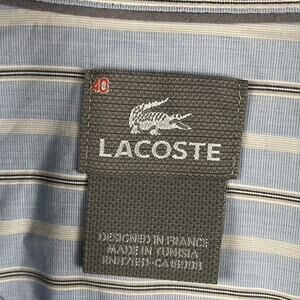 40
LACOSTE
DESIGNED IN FRANCE
MADE IN TUNISIA